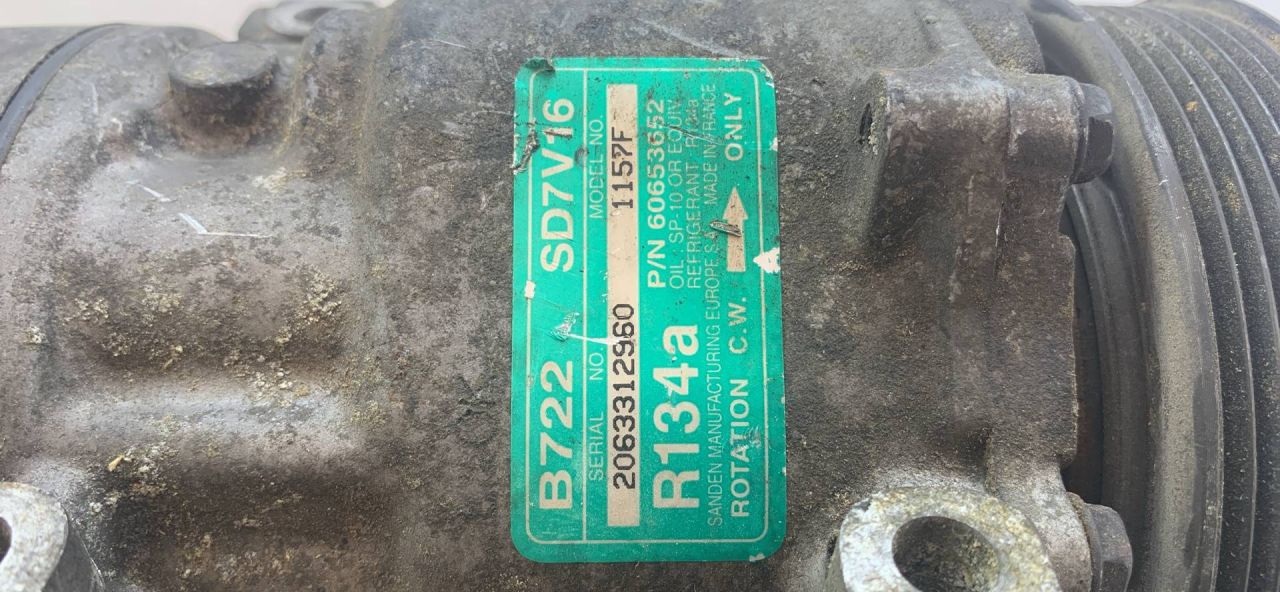 B722 SD7V16
SERIAL NO. MODEL NO.
2063312960 1157F
R134a P/N 60653652
OIL : SP-10 OR EQUIV
REFRIGERANT : R134a
SANDEN MANUFACTURING EUROPE S.A. MADE IN FRANCE
ROTATION C.W. ONLY